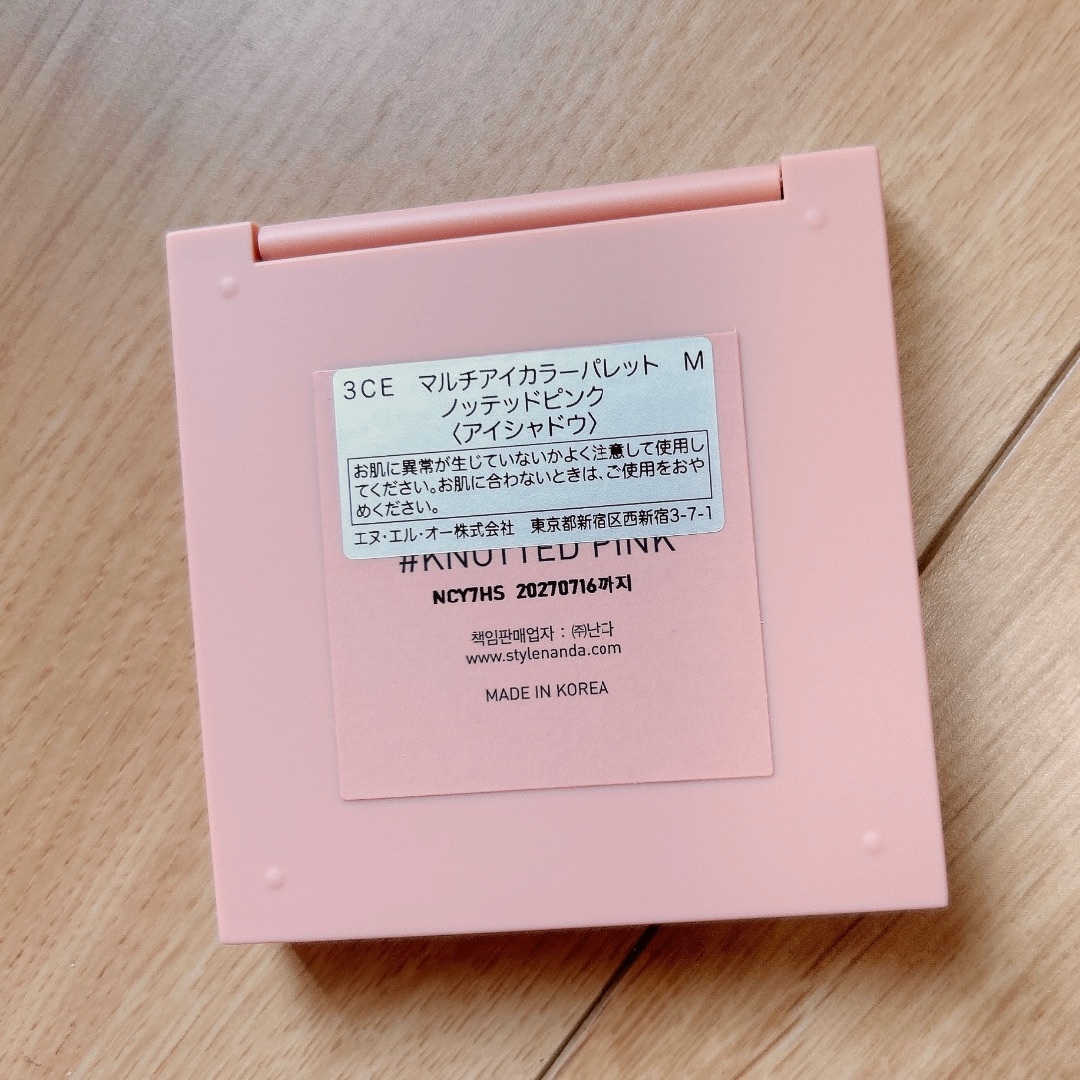 3CE マルチアイカラーパレット M
ノッテッドピンク
〈アイシャドウ〉
お肌に異常が生じていないかよく注意して使用し
てください。お肌に合わないときは、ご使用をおや
めください。
エヌ・エル・オー株式会社 東京都新宿区西新宿3-7-1
#KNOTTED PINK
NCY7HS 20270716까지
책임판매업자 : ㈜난다
www.stylenanda.com
MADE IN KOREA